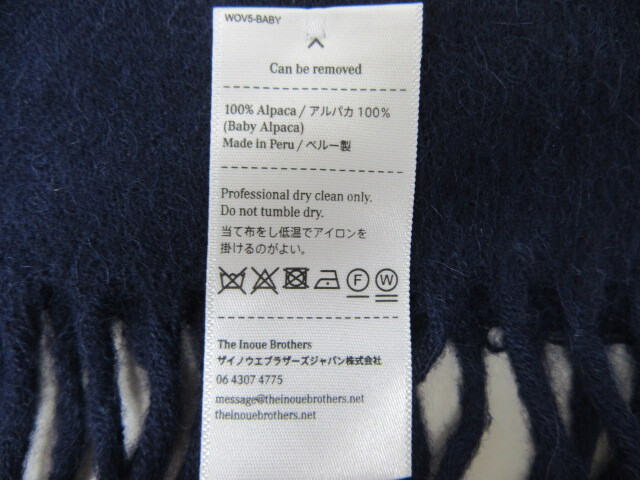 WOV5-BABY
Can be removed
100% Alpaca / アルパカ 100%
(Baby Alpaca)
Made in Peru / ペルー製
Professional dry clean only.
Do not tumble dry.
当て布をし低温でアイロンを
掛けるのがよい。
F W
The Inoue Brothers
ザイノウエブラザーズジャパン株式会社
06 4307 4775
message@theinouebrothers.net
theinouebrothers.net